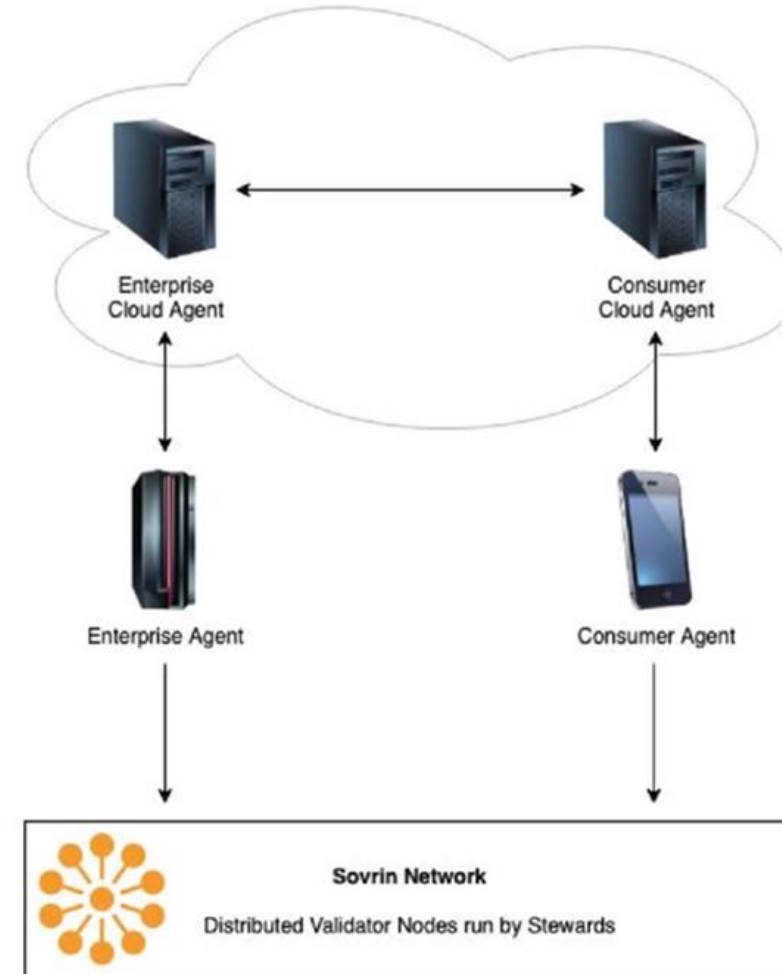 Enterprise
Cloud Agent
Consumer
Cloud Agent
Enterprise Agent
Consumer Agent
Sovrin Network
Distributed Validator Nodes run by Stewards